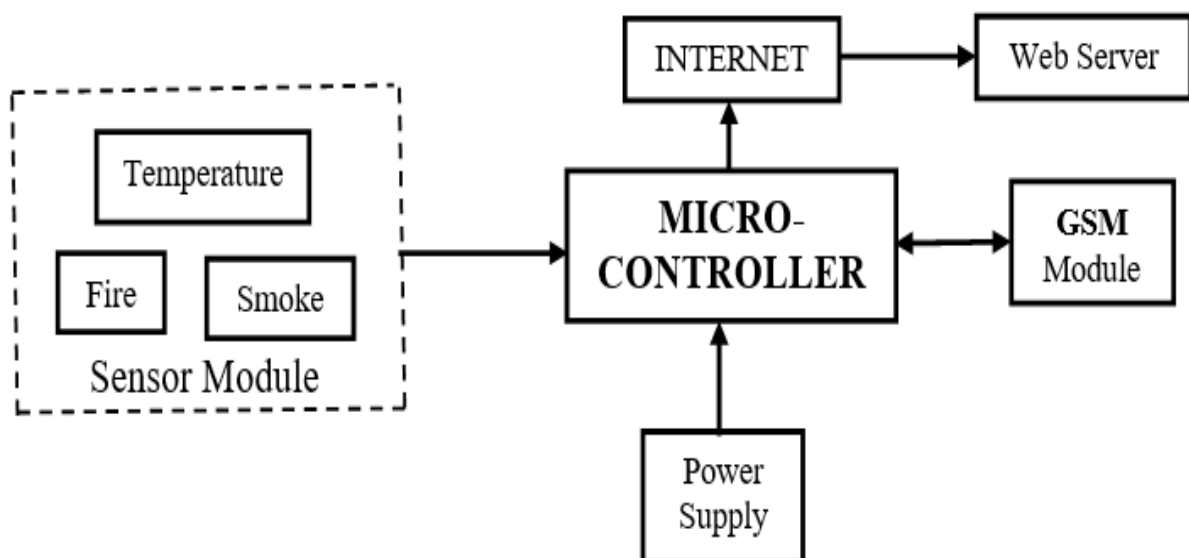 INTERNET
Web Server
Temperature
Fire
Smoke
Sensor Module
MICRO-
CONTROLLER
GSM
Module
Power
Supply